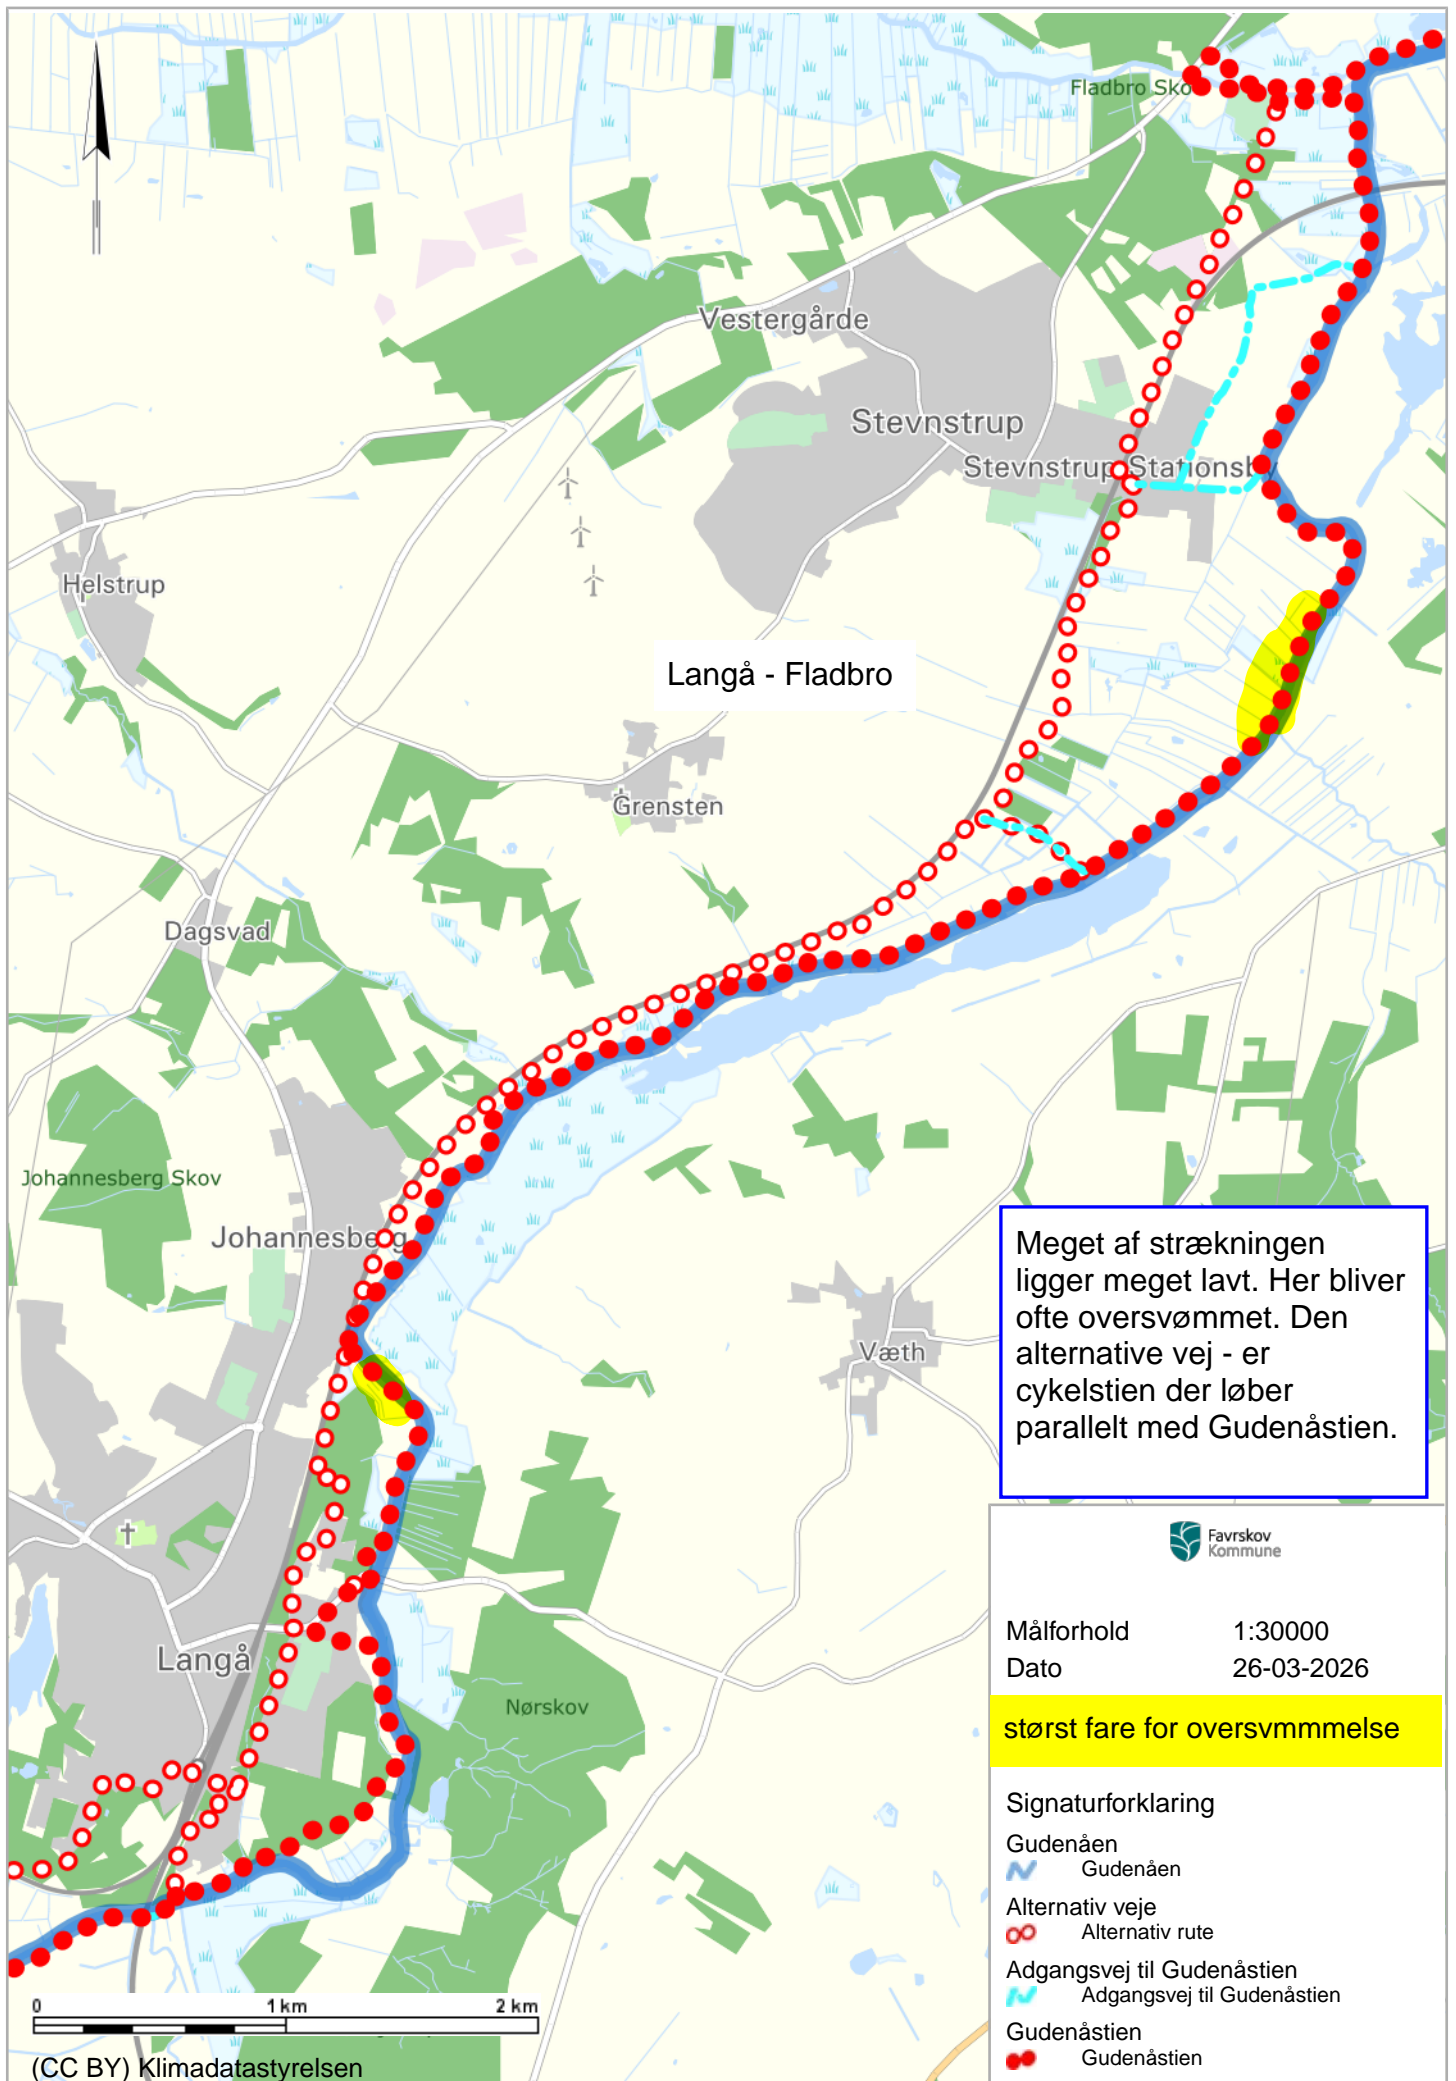 Fladbro Sko
Vestergårde
Stevnstrup
Stevnstrup Stationsby
Helstrup
Langå - Fladbro
Grensten
Dagsvad
Johannesberg Skov
Johannesberg
Meget af strækningen
ligger meget lavt. Her bliver
ofte oversvømmet. Den
alternative vej - er
cykelstien der løber
parallelt med Gudenåstien.
Væth
Langå
Nørskov
Favrskov
Kommune
Målforhold 1:30000
Dato 26-03-2026
størst fare for oversvmmmelse
Signaturforklaring
Gudenåen
Gudenåen
Alternativ veje
Alternativ rute
Adgangsvej til Gudenåstien
Adgangsvej til Gudenåstien
Gudenåstien
Gudenåstien
0 1 km 2 km
(CC BY) Klimadatastyrelsen